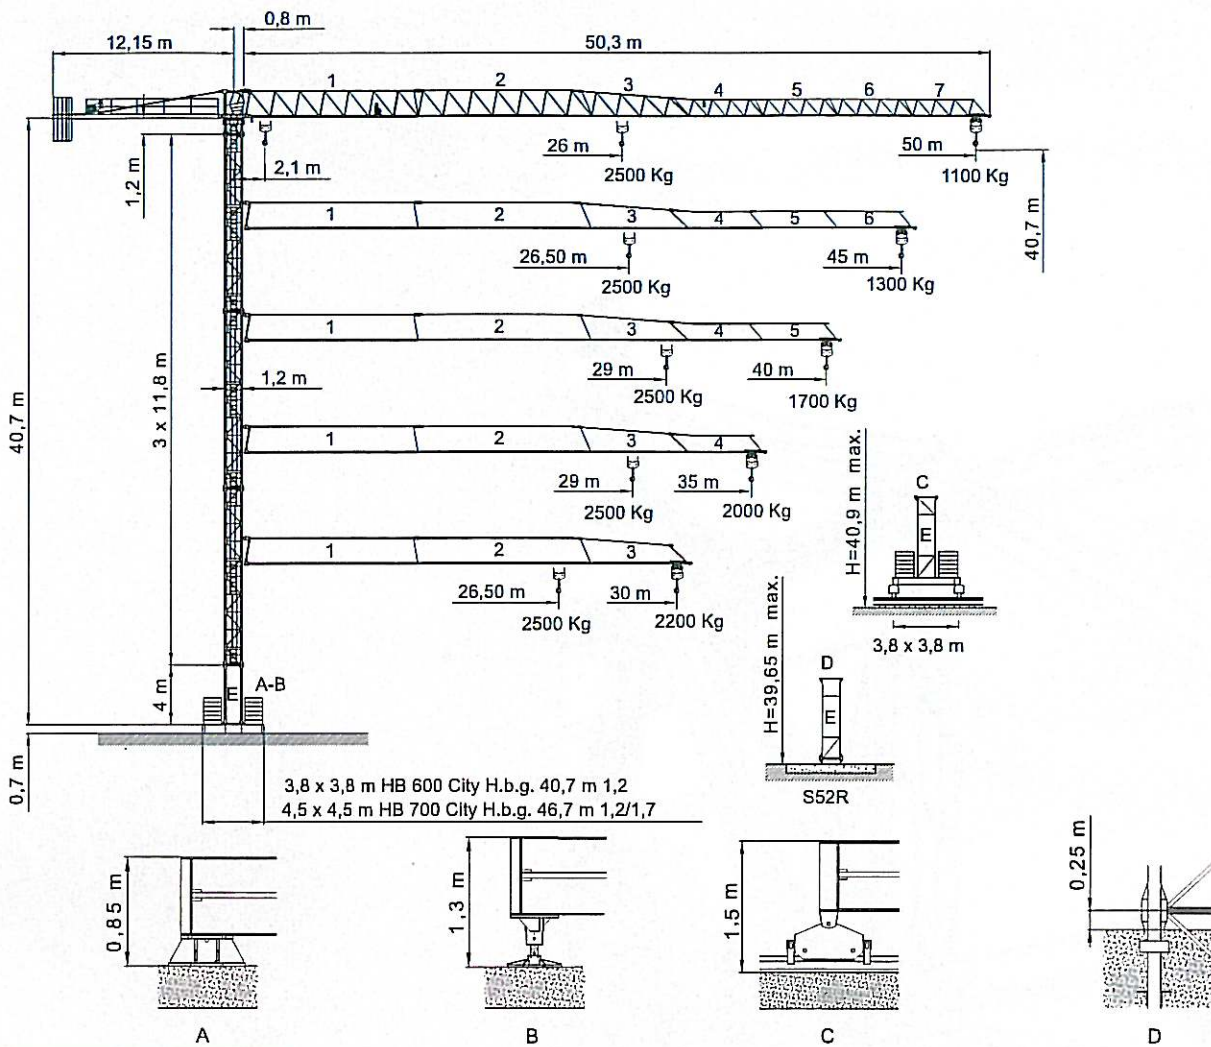 0,8 m
12,15 m
50,3 m
1 2 3 4 5 6 7
1,2 m
2,1 m
26 m
2500 Kg
50 m
1100 Kg
40,7 m
1 2 3 4 5 6
26,50 m
2500 Kg
45 m
1300 Kg
1 2 3 4 5
29 m
2500 Kg
40 m
1700 Kg
40,7 m
3 x 11,8 m
1,2 m
1 2 3 4
29 m
2500 Kg
35 m
2000 Kg
1 2 3
26,50 m
2500 Kg
30 m
2200 Kg
H=40,9 m max.
C
E
3,8 x 3,8 m
H=39,65 m max.
D
E
S52R
4 m
E
A-B
0,7 m
3,8 x 3,8 m HB 600 City H.b.g. 40,7 m 1,2
4,5 x 4,5 m HB 700 City H.b.g. 46,7 m 1,2/1,7
0,85 m
A
1,3 m
B
1,5 m
C
0,25 m
D